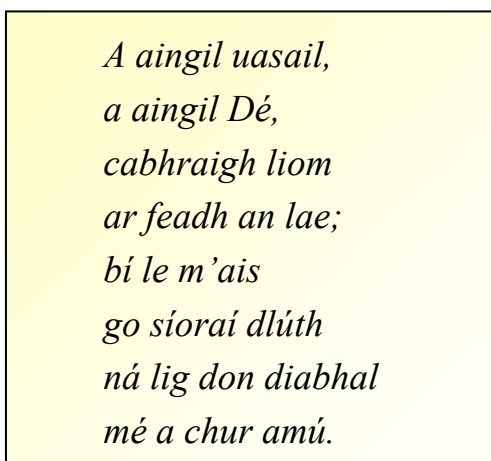 A aingil uasail,
a aingil Dé,
cabhraigh liom
ar feadh an lae;
bí le m’ais
go síoraí dlúth
ná lig don diabhal
mé a chur amú.